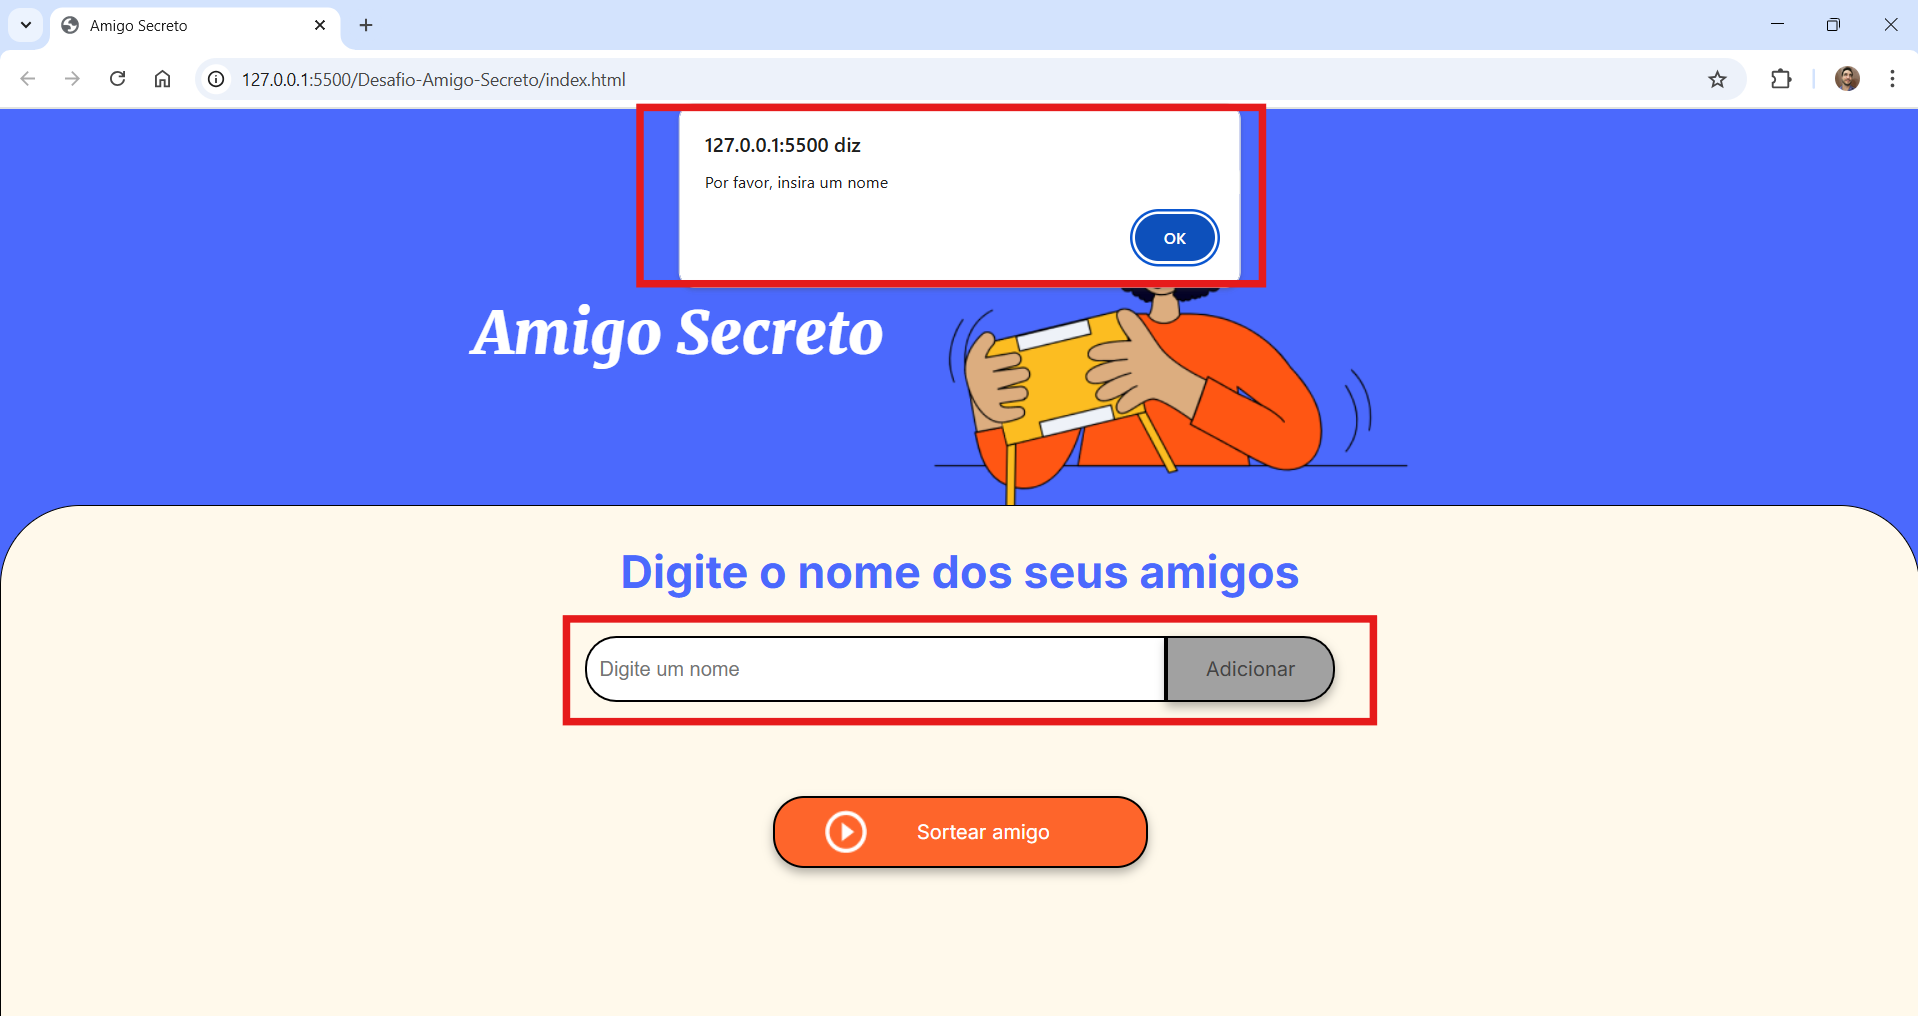 Amigo Secreto
127.0.0.1:5500/Desafio-Amigo-Secreto/index.html
127.0.0.1:5500 diz
Por favor, insira um nome
OK
Amigo Secreto
Digite o nome dos seus amigos
Digite um nome
Adicionar
Sortear amigo